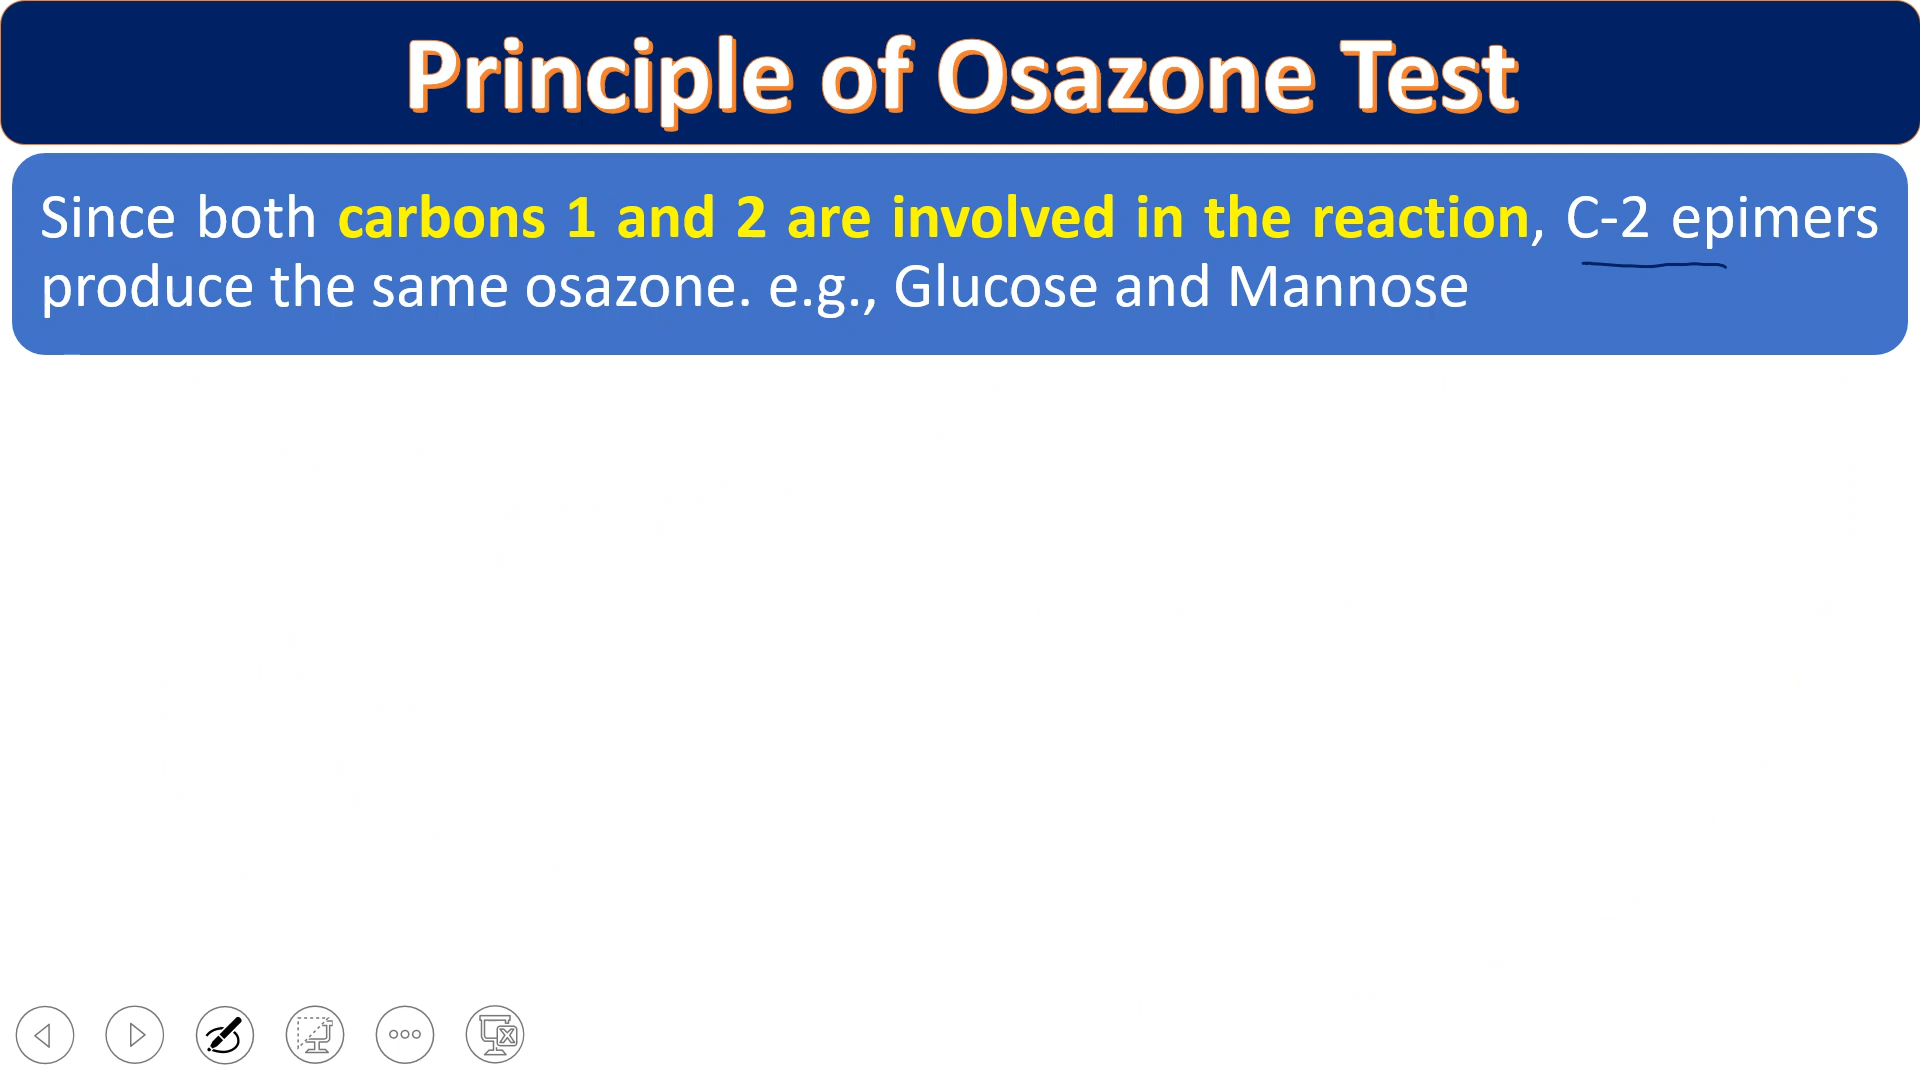 Principle of Osazone Test
Since both carbons 1 and 2 are involved in the reaction, C-2 epimers
produce the same osazone. e.g., Glucose and Mannose